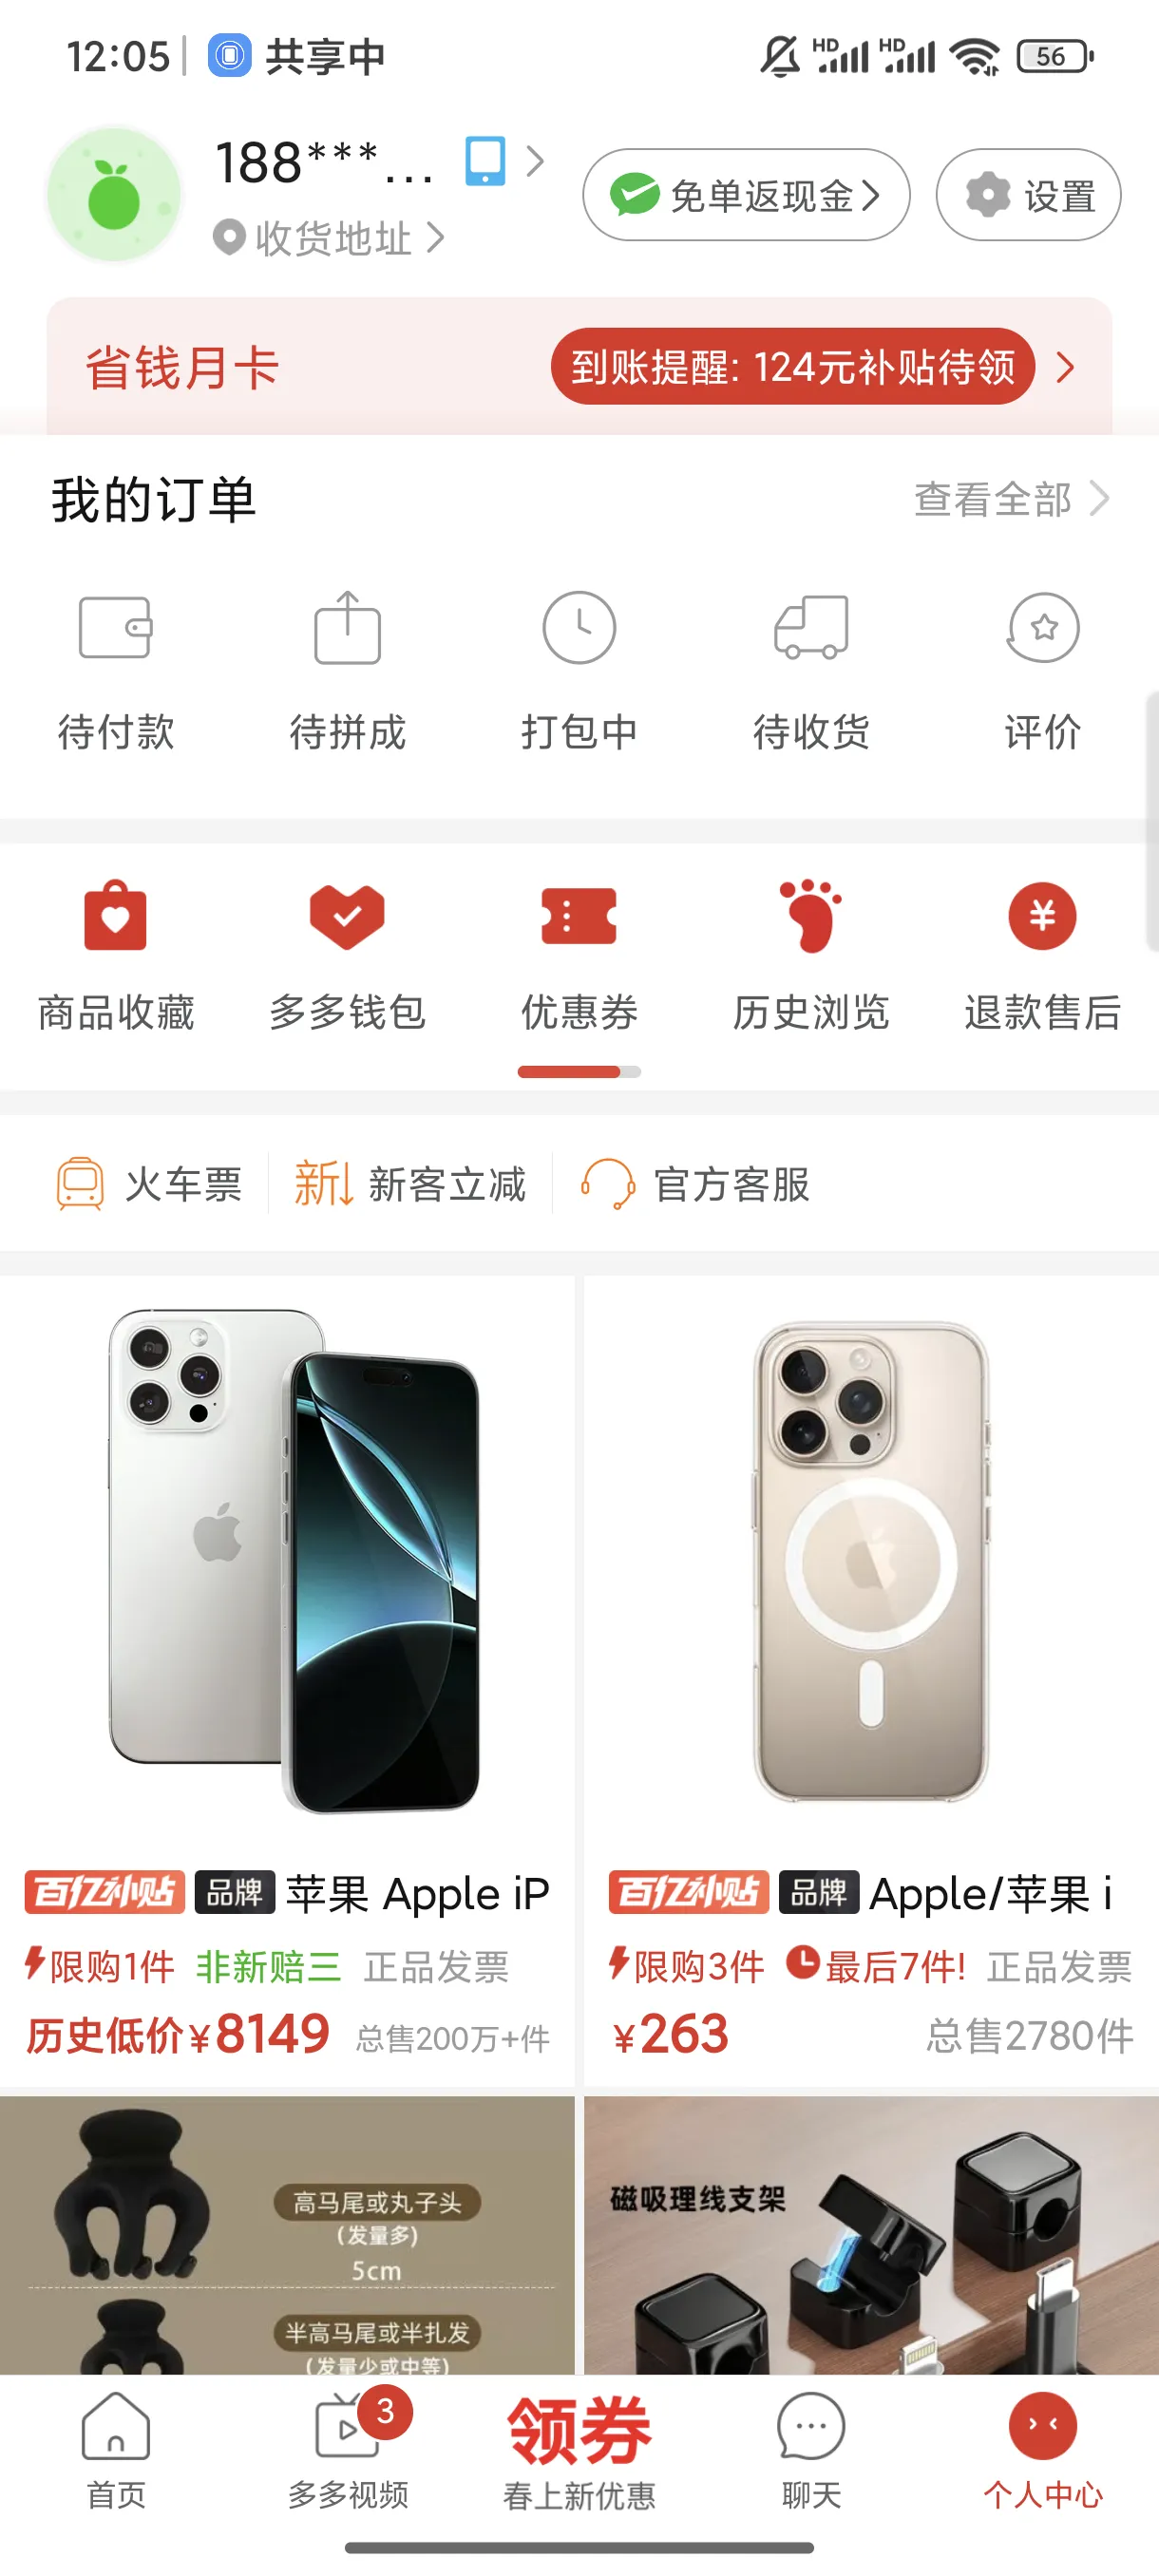 12:05 共享中 HD HD 56
188***...
免单返现金
设置
收货地址
省钱月卡
到账提醒: 124元补贴待领
我的订单
查看全部
待付款 待拼成 打包中 待收货 评价
商品收藏 多多钱包 优惠券 历史浏览 退款售后
火车票 新 新客立减 官方客服
百亿补贴 品牌 苹果 Apple iP
限购1件 非新赔三 正品发票
历史低价¥8149 总售200万+件
百亿补贴 品牌 Apple/苹果 i
限购3件 最后7件! 正品发票
¥263 总售2780件
高马尾或丸子头
(发量多)
5cm
半高马尾或半扎发
(发量少或中等)
磁吸理线支架
首页
3
多多视频
领券
春上新优惠
聊天
个人中心